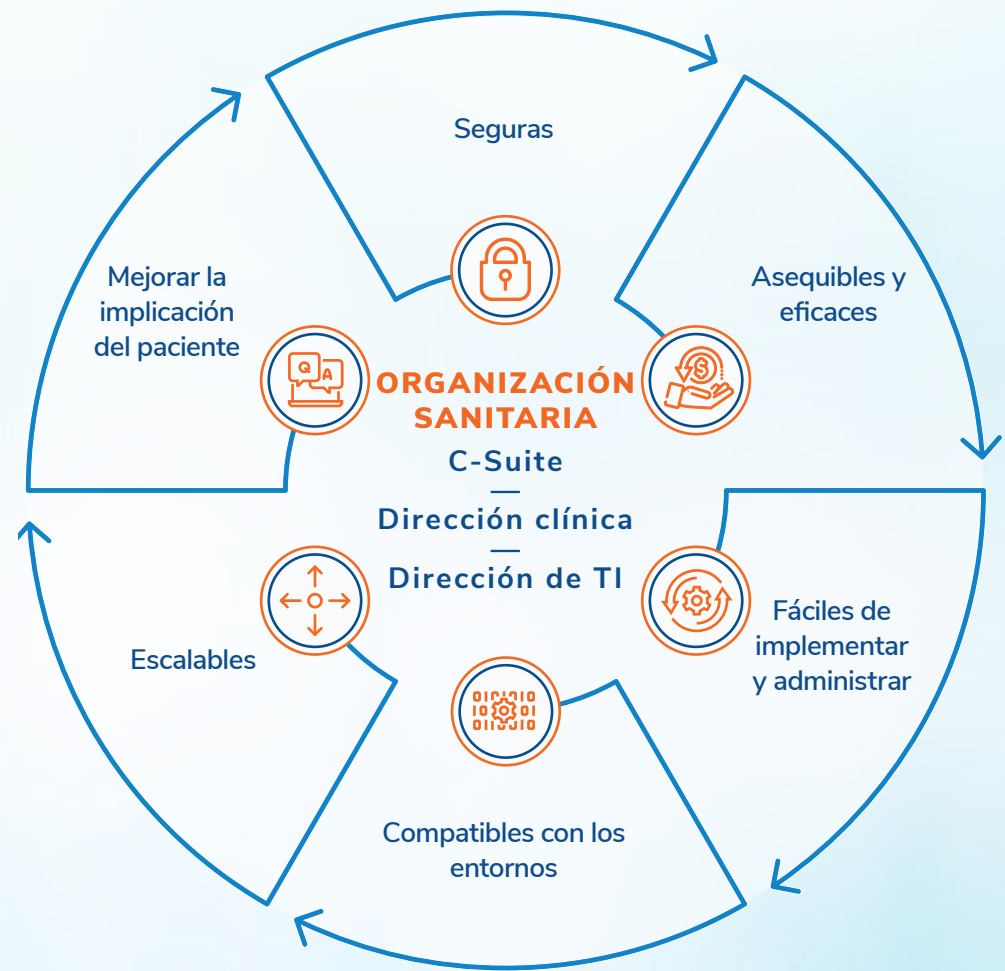 Seguras
Asequibles y
eficaces
Fáciles de
implementar
y administrar
Compatibles con los
entornos
Escalables
Mejorar la
implicación
del paciente
Q
A
ORGANIZACIÓN
SANITARIA
C-Suite
Dirección clínica
Dirección de TI
$